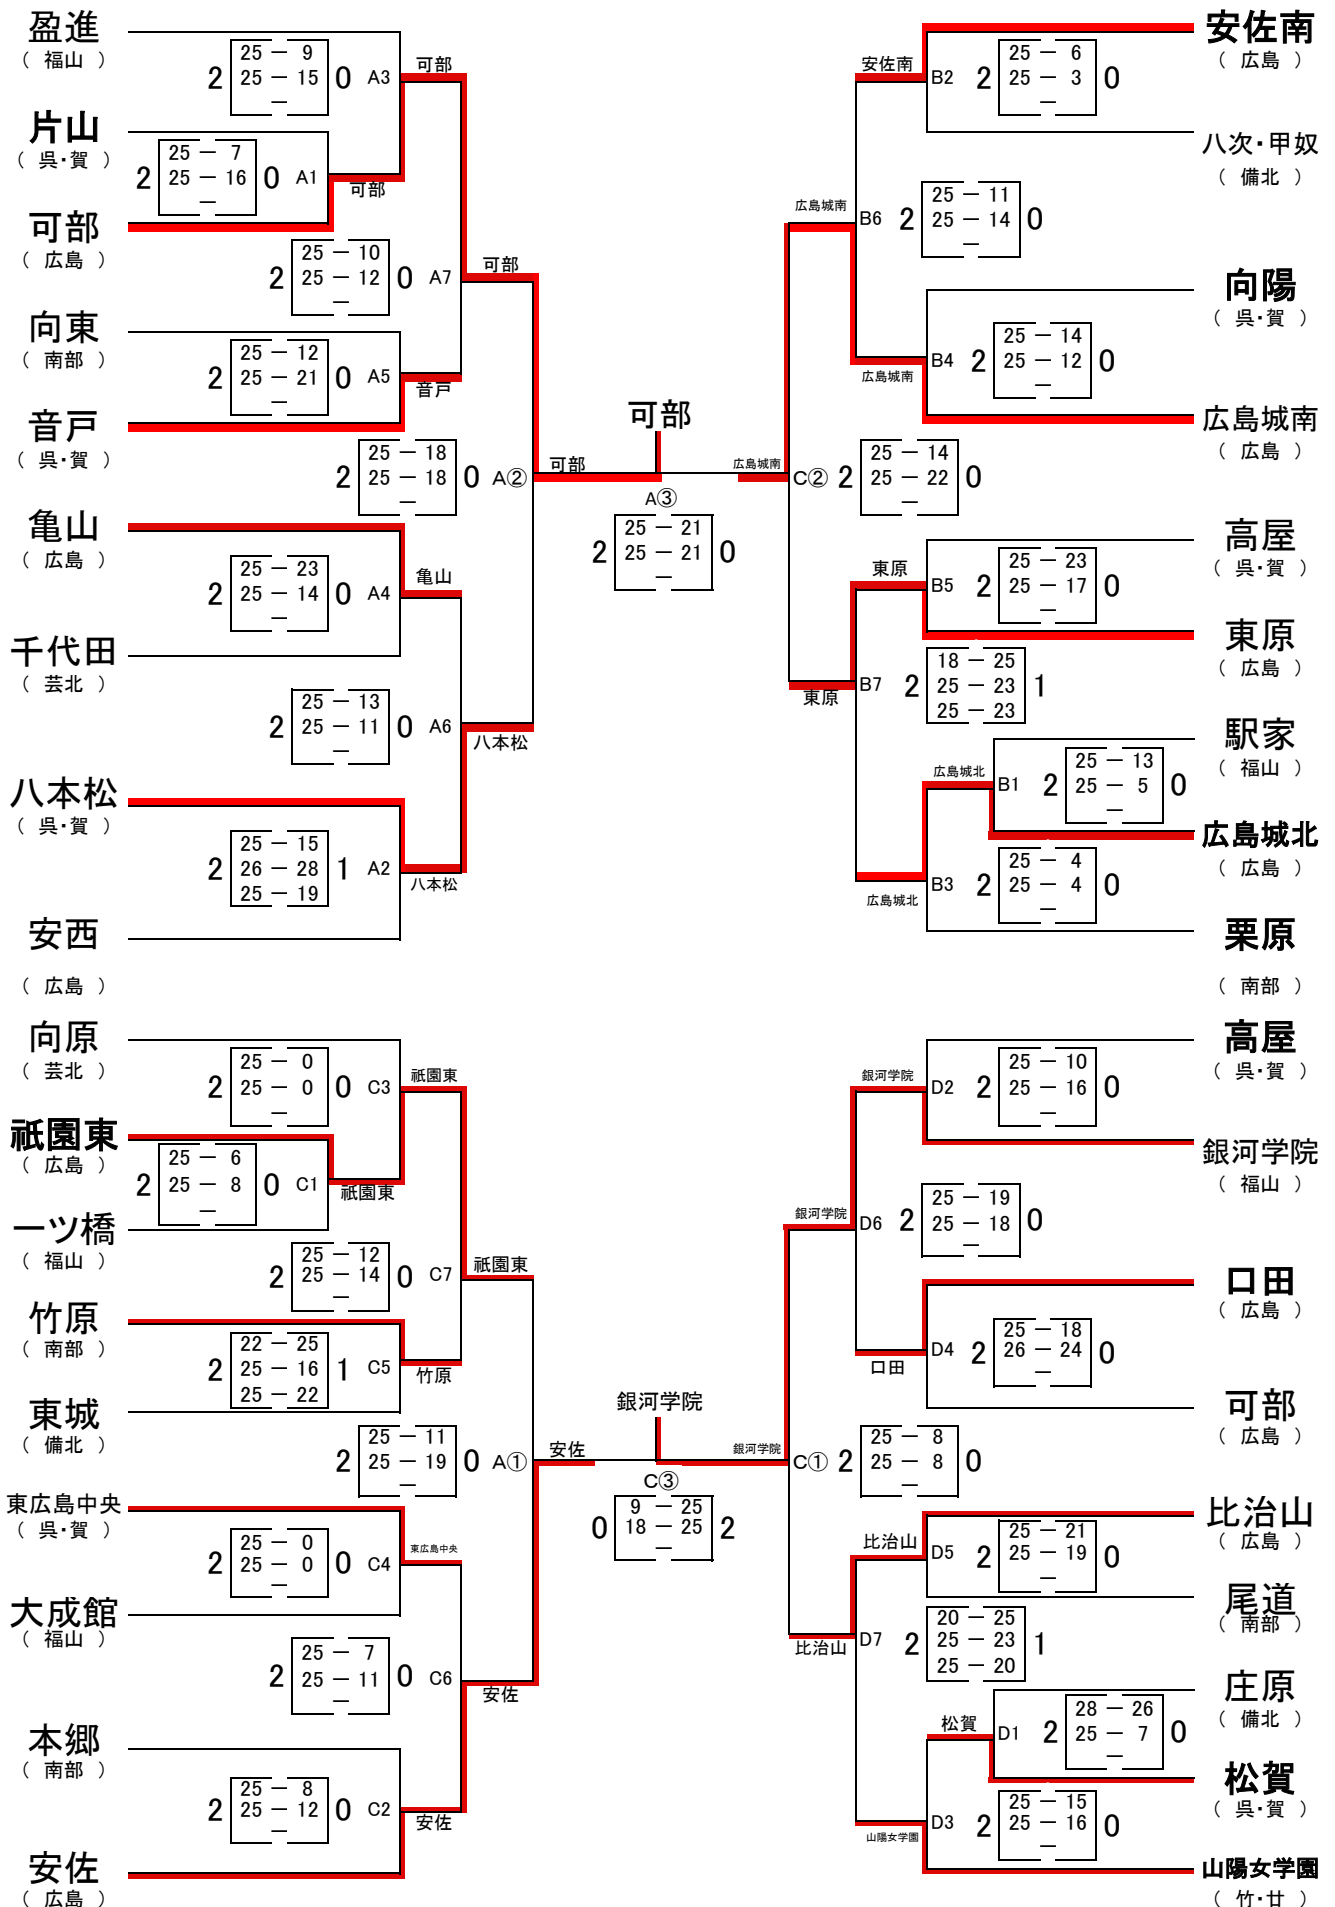 盈進
（ 福山 ）
25 － 9
2 25 － 15 0 A3
－
可部
片山
（ 呉・賀 ）
25 － 7
2 25 － 16 0 A1
－
可部
可部
（ 広島 ）
25 － 10
2 25 － 12 0 A7
－
可部
向東
（ 南部 ）
25 － 12
2 25 － 21 0 A5
－
音戸
音戸
（ 呉・賀 ）
25 － 18
2 25 － 18 0 A②
－
可部
亀山
（ 広島 ）
25 － 23
2 25 － 14 0 A4
－
亀山
千代田
（ 芸北 ）
25 － 13
2 25 － 11 0 A6
－
八本松
八本松
（ 呉・賀 ）
25 － 15
2 26 － 28 1 A2
25 － 19
八本松
安西
（ 広島 ）
可部
A③
25 － 21
2 25 － 21 0
－
安佐南
（ 広島 ）
安佐南
25 － 6
B2 2 25 － 3 0
－
八次・甲奴
（ 備北 ）
広島城南
25 － 11
B6 2 25 － 14 0
－
向陽
（ 呉・賀 ）
25 － 14
B4 2 25 － 12 0
－
広島城南
広島城南
（ 広島 ）
広島城南
25 － 14
C② 2 25 － 22 0
－
高屋
（ 呉・賀 ）
東原
25 － 23
B5 2 25 － 17 0
－
東原
（ 広島 ）
18 － 25
B7 2 25 － 23 1
25 － 23
東原
駅家
（ 福山 ）
広島城北
25 － 13
B1 2 25 － 5 0
－
広島城北
（ 広島 ）
25 － 4
B3 2 25 － 4 0
－
広島城北
栗原
（ 南部 ）
向原
（ 芸北 ）
25 － 0
2 25 － 0 0 C3
－
祇園東
祇園東
（ 広島 ）
25 － 6
2 25 － 8 0 C1
－
祇園東
一ツ橋
（ 福山 ）
25 － 12
2 25 － 14 0 C7
－
祇園東
竹原
（ 南部 ）
22 － 25
2 25 － 16 1 C5
25 － 22
竹原
東城
（ 備北 ）
25 － 11
2 25 － 19 0 A①
－
安佐
東広島中央
（ 呉・賀 ）
25 － 0
2 25 － 0 0 C4
－
東広島中央
大成館
（ 福山 ）
25 － 7
2 25 － 11 0 C6
－
安佐
本郷
（ 南部 ）
25 － 8
2 25 － 12 0 C2
－
安佐
安佐
（ 広島 ）
銀河学院
C③
9 － 25
0 18 － 25 2
－
高屋
（ 呉・賀 ）
銀河学院
25 － 10
D2 2 25 － 16 0
－
銀河学院
（ 福山 ）
銀河学院
25 － 19
D6 2 25 － 18 0
－
口田
（ 広島 ）
25 － 18
D4 2 26 － 24 0
－
口田
可部
（ 広島 ）
銀河学院
25 － 8
C① 2 25 － 8 0
－
比治山
（ 広島 ）
比治山
25 － 21
D5 2 25 － 19 0
－
尾道
（ 南部 ）
20 － 25
D7 2 25 － 23 1
25 － 20
比治山
庄原
（ 備北 ）
松賀
28 － 26
D1 2 25 － 7 0
－
松賀
（ 呉・賀 ）
25 － 15
D3 2 25 － 16 0
－
山陽女学園
山陽女学園
（ 竹・廿 ）